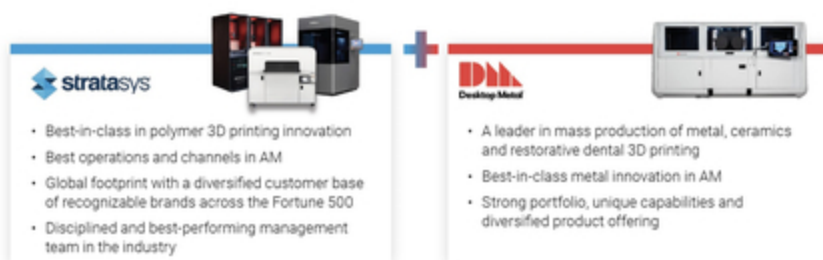 stratasys
• Best-in-class in polymer 3D printing innovation
• Best operations and channels in AM
• Global footprint with a diversified customer base
of recognizable brands across the Fortune 500
• Disciplined and best-performing management
team in the industry
DM
Desktop Metal
• A leader in mass production of metal, ceramics
and restorative dental 3D printing
• Best-in-class metal innovation in AM
• Strong portfolio, unique capabilities and
diversified product offering